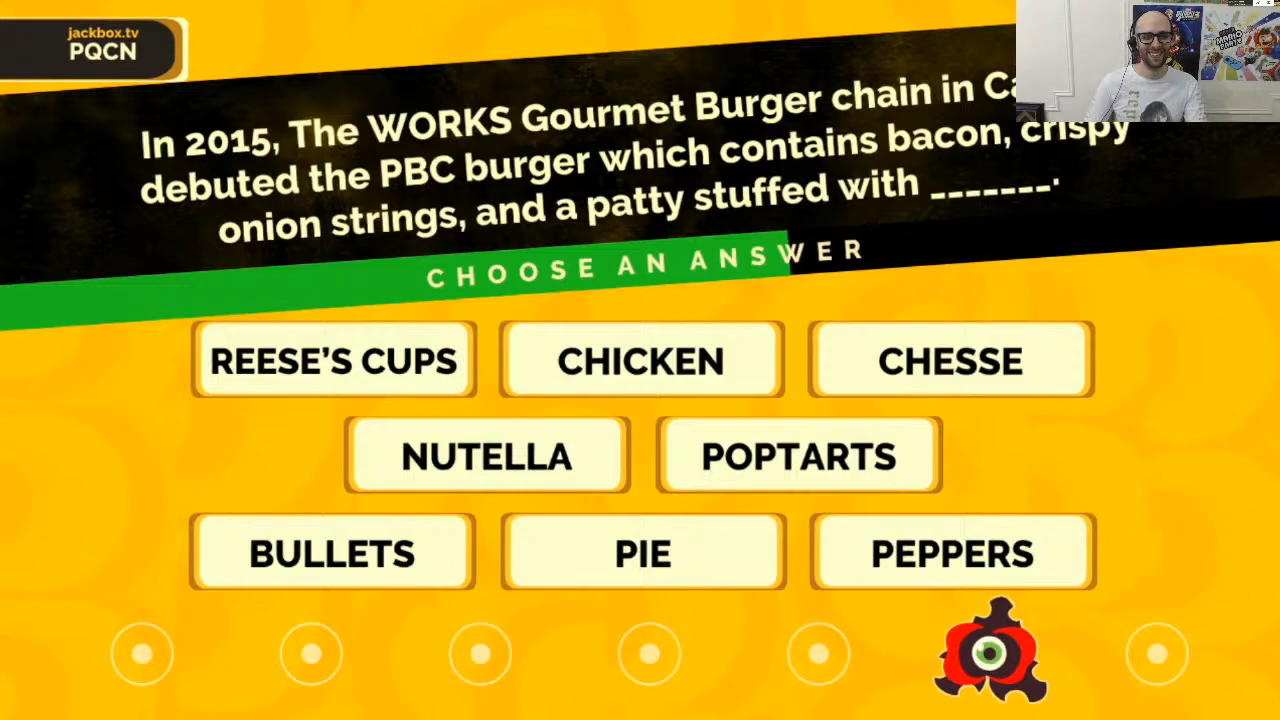 jackbox.tv
PQCN
In 2015, The WORKS Gourmet Burger chain in
debuted the PBC burger which contains bacon, crispy
onion strings, and a patty stuffed with _______.
CHOOSE AN ANSWER
REESE'S CUPS CHICKEN CHESSE
NUTELLA POPTARTS
BULLETS PIE PEPPERS
MARIO
PARTY